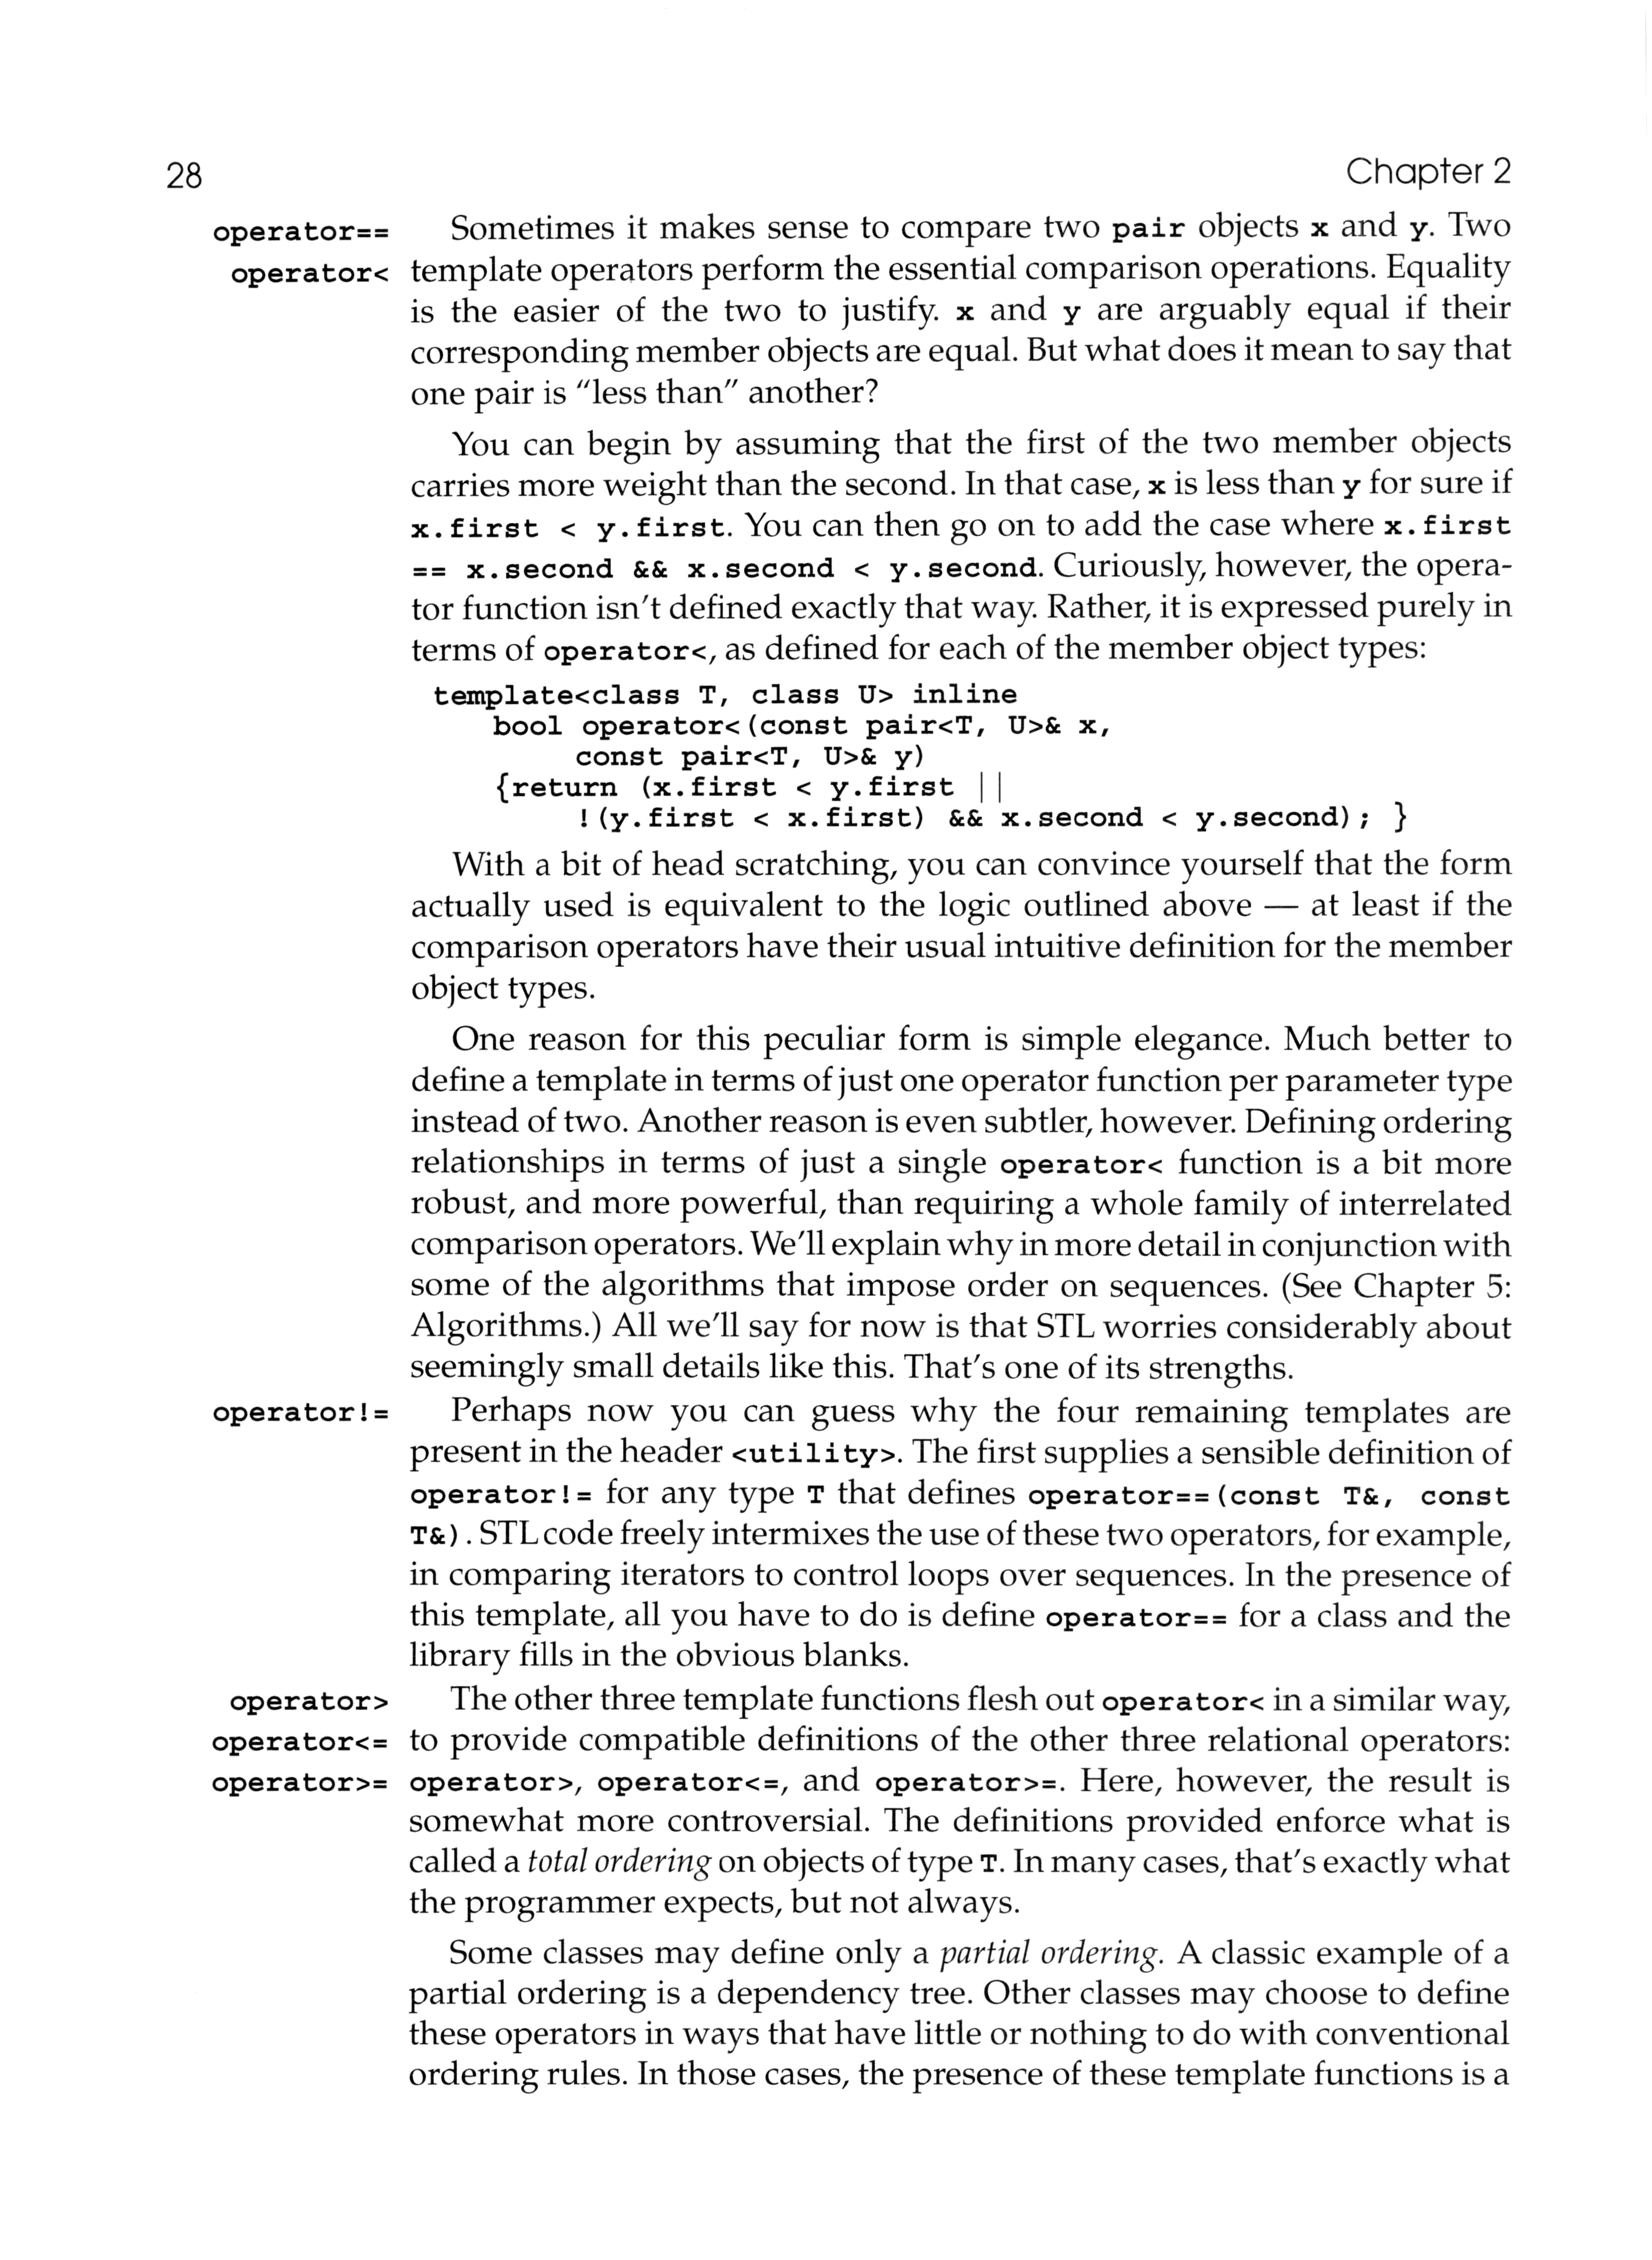 28 Chapter 2
operator== Sometimes it makes sense to compare two pair objects x and y. Two
operator< template operators perform the essential comparison operations. Equality
is the easier of the two to justify. x and y are arguably equal if their
corresponding member objects are equal. But what does it mean to say that
one pair is "less than" another?
You can begin by assuming that the first of the two member objects
carries more weight than the second. In that case, x is less than y for sure if
x.first < y.first. You can then go on to add the case where x.first
== x.second && x.second < y.second. Curiously, however, the opera-
tor function isn't defined exactly that way. Rather, it is expressed purely in
terms of operator<, as defined for each of the member object types:
template<class T, class U> inline
bool operator<(const pair<T, U>& x,
const pair<T, U>& y)
{return (x.first < y.first ||
!(y.first < x.first) && x.second < y.second); }
With a bit of head scratching, you can convince yourself that the form
actually used is equivalent to the logic outlined above — at least if the
comparison operators have their usual intuitive definition for the member
object types.
One reason for this peculiar form is simple elegance. Much better to
define a template in terms of just one operator function per parameter type
instead of two. Another reason is even subtler, however. Defining ordering
relationships in terms of just a single operator< function is a bit more
robust, and more powerful, than requiring a whole family of interrelated
comparison operators. We'll explain why in more detail in conjunction with
some of the algorithms that impose order on sequences. (See Chapter 5:
Algorithms.) All we'll say for now is that STL worries considerably about
seemingly small details like this. That's one of its strengths.
operator!= Perhaps now you can guess why the four remaining templates are
present in the header <utility>. The first supplies a sensible definition of
operator!= for any type T that defines operator==(const T&, const
T&). STL code freely intermixes the use of these two operators, for example,
in comparing iterators to control loops over sequences. In the presence of
this template, all you have to do is define operator== for a class and the
library fills in the obvious blanks.
operator> The other three template functions flesh out operator< in a similar way,
operator<= to provide compatible definitions of the other three relational operators:
operator>= operator>, operator<=, and operator>=. Here, however, the result is
somewhat more controversial. The definitions provided enforce what is
called a total ordering on objects of type T. In many cases, that's exactly what
the programmer expects, but not always.
Some classes may define only a partial ordering. A classic example of a
partial ordering is a dependency tree. Other classes may choose to define
these operators in ways that have little or nothing to do with conventional
ordering rules. In those cases, the presence of these template functions is a